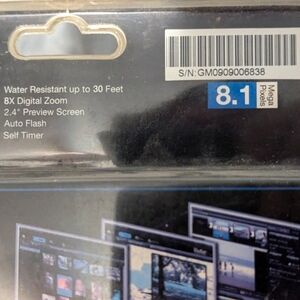 S/N:GM0909006836
Water Resistant up to 30 Feet
8X Digital Zoom
2.4" Preview Screen
Auto Flash
Self Timer
8.1 Mega Pixels